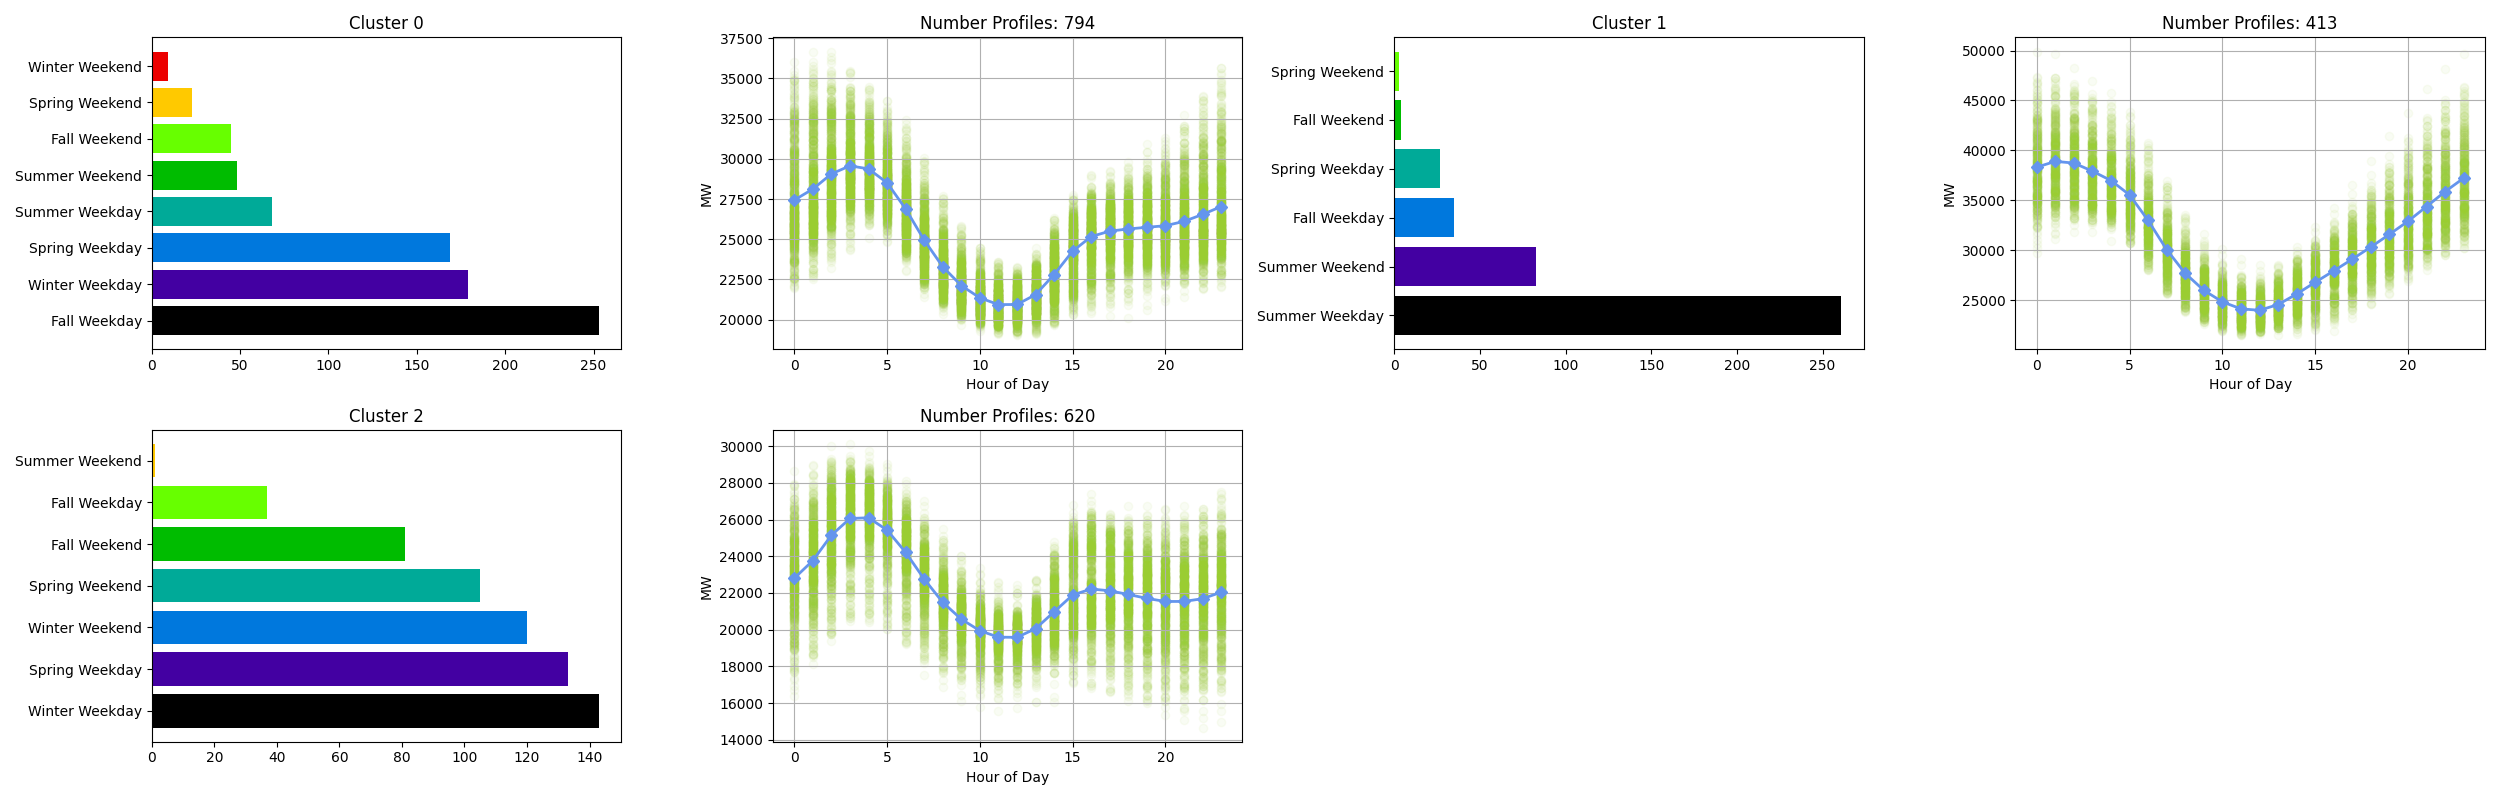 Cluster 0
Winter Weekend
Spring Weekend
Fall Weekend
Summer Weekend
Summer Weekday
Spring Weekday
Winter Weekday
Fall Weekday
0 50 100 150 200 250
Number Profiles: 794
MW
37500
35000
32500
30000
27500
25000
22500
20000
0 5 10 15 20
Hour of Day
Cluster 1
Spring Weekend
Fall Weekend
Spring Weekday
Fall Weekday
Summer Weekend
Summer Weekday
0 50 100 150 200 250
Number Profiles: 413
MW
50000
45000
40000
35000
30000
25000
0 5 10 15 20
Hour of Day
Cluster 2
Summer Weekend
Fall Weekday
Fall Weekend
Spring Weekend
Winter Weekend
Spring Weekday
Winter Weekday
0 20 40 60 80 100 120 140
Number Profiles: 620
MW
30000
28000
26000
24000
22000
20000
18000
16000
14000
0 5 10 15 20
Hour of Day